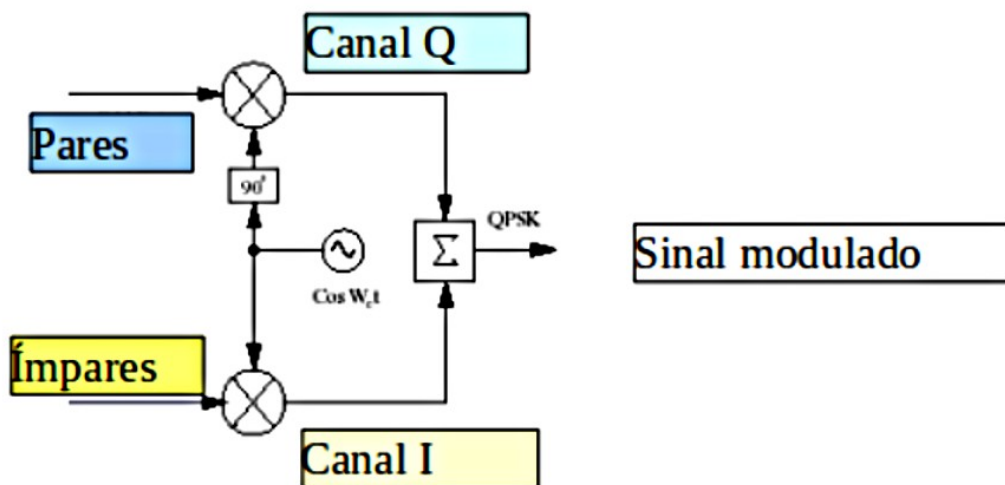 Canal Q
Pares
90°
QPSK
Σ
Sinal modulado
Cos W_c t
Ímpares
Canal I